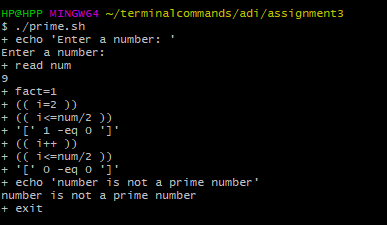 HP@HPP MINGW64 ~/terminalcommands/adi/assignment3
$ ./prime.sh
+ echo 'Enter a number: '
Enter a number:
+ read num
9
+ fact=1
+ (( i=2 ))
+ (( i<=num/2 ))
+ '[' 1 -eq 0 ']'
+ (( i++ ))
+ (( i<=num/2 ))
+ '[' 0 -eq 0 ']'
+ echo 'number is not a prime number'
number is not a prime number
+ exit